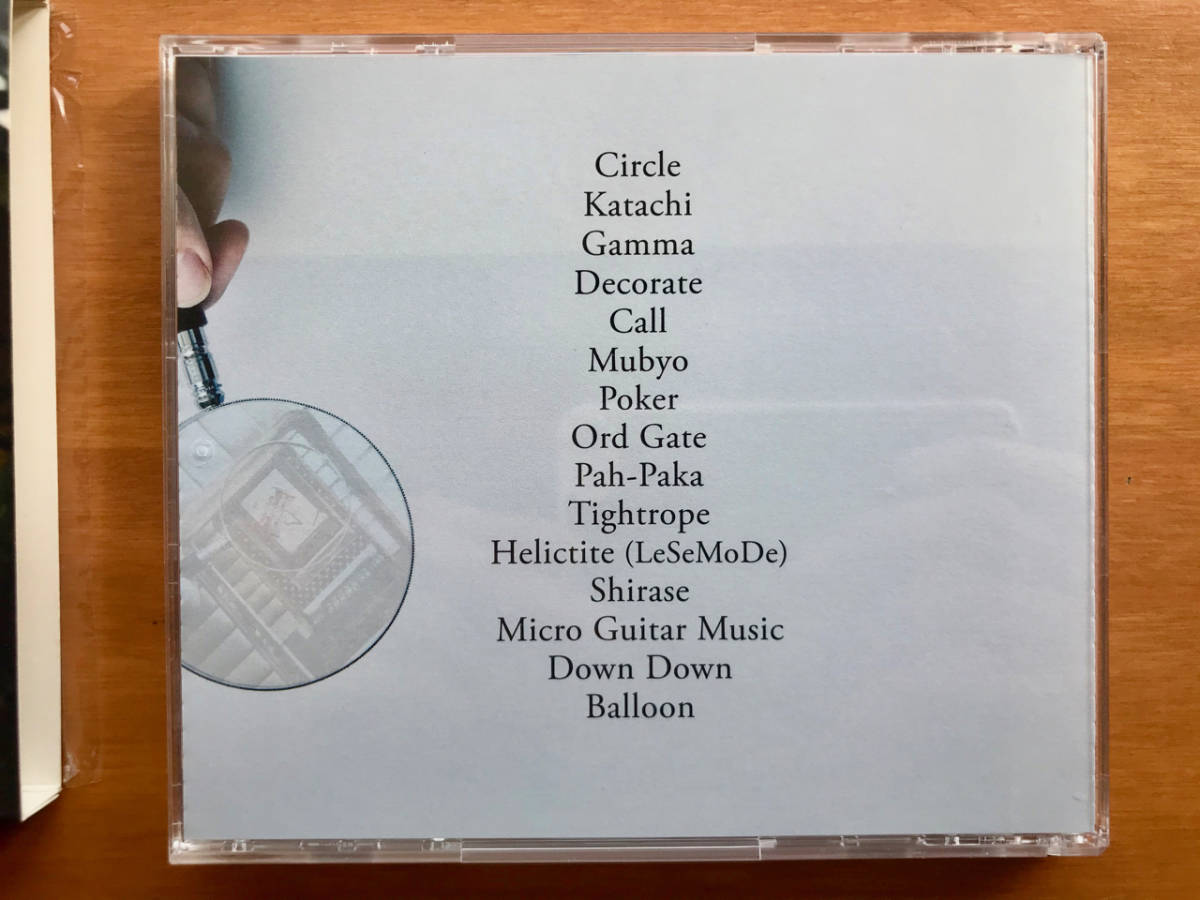 Circle
Katachi
Gamma
Decorate
Call
Mubyo
Poker
Ord Gate
Pah-Paka
Tightrope
Helictite (LeSeMoDe)
Shirase
Micro Guitar Music
Down Down
Balloon